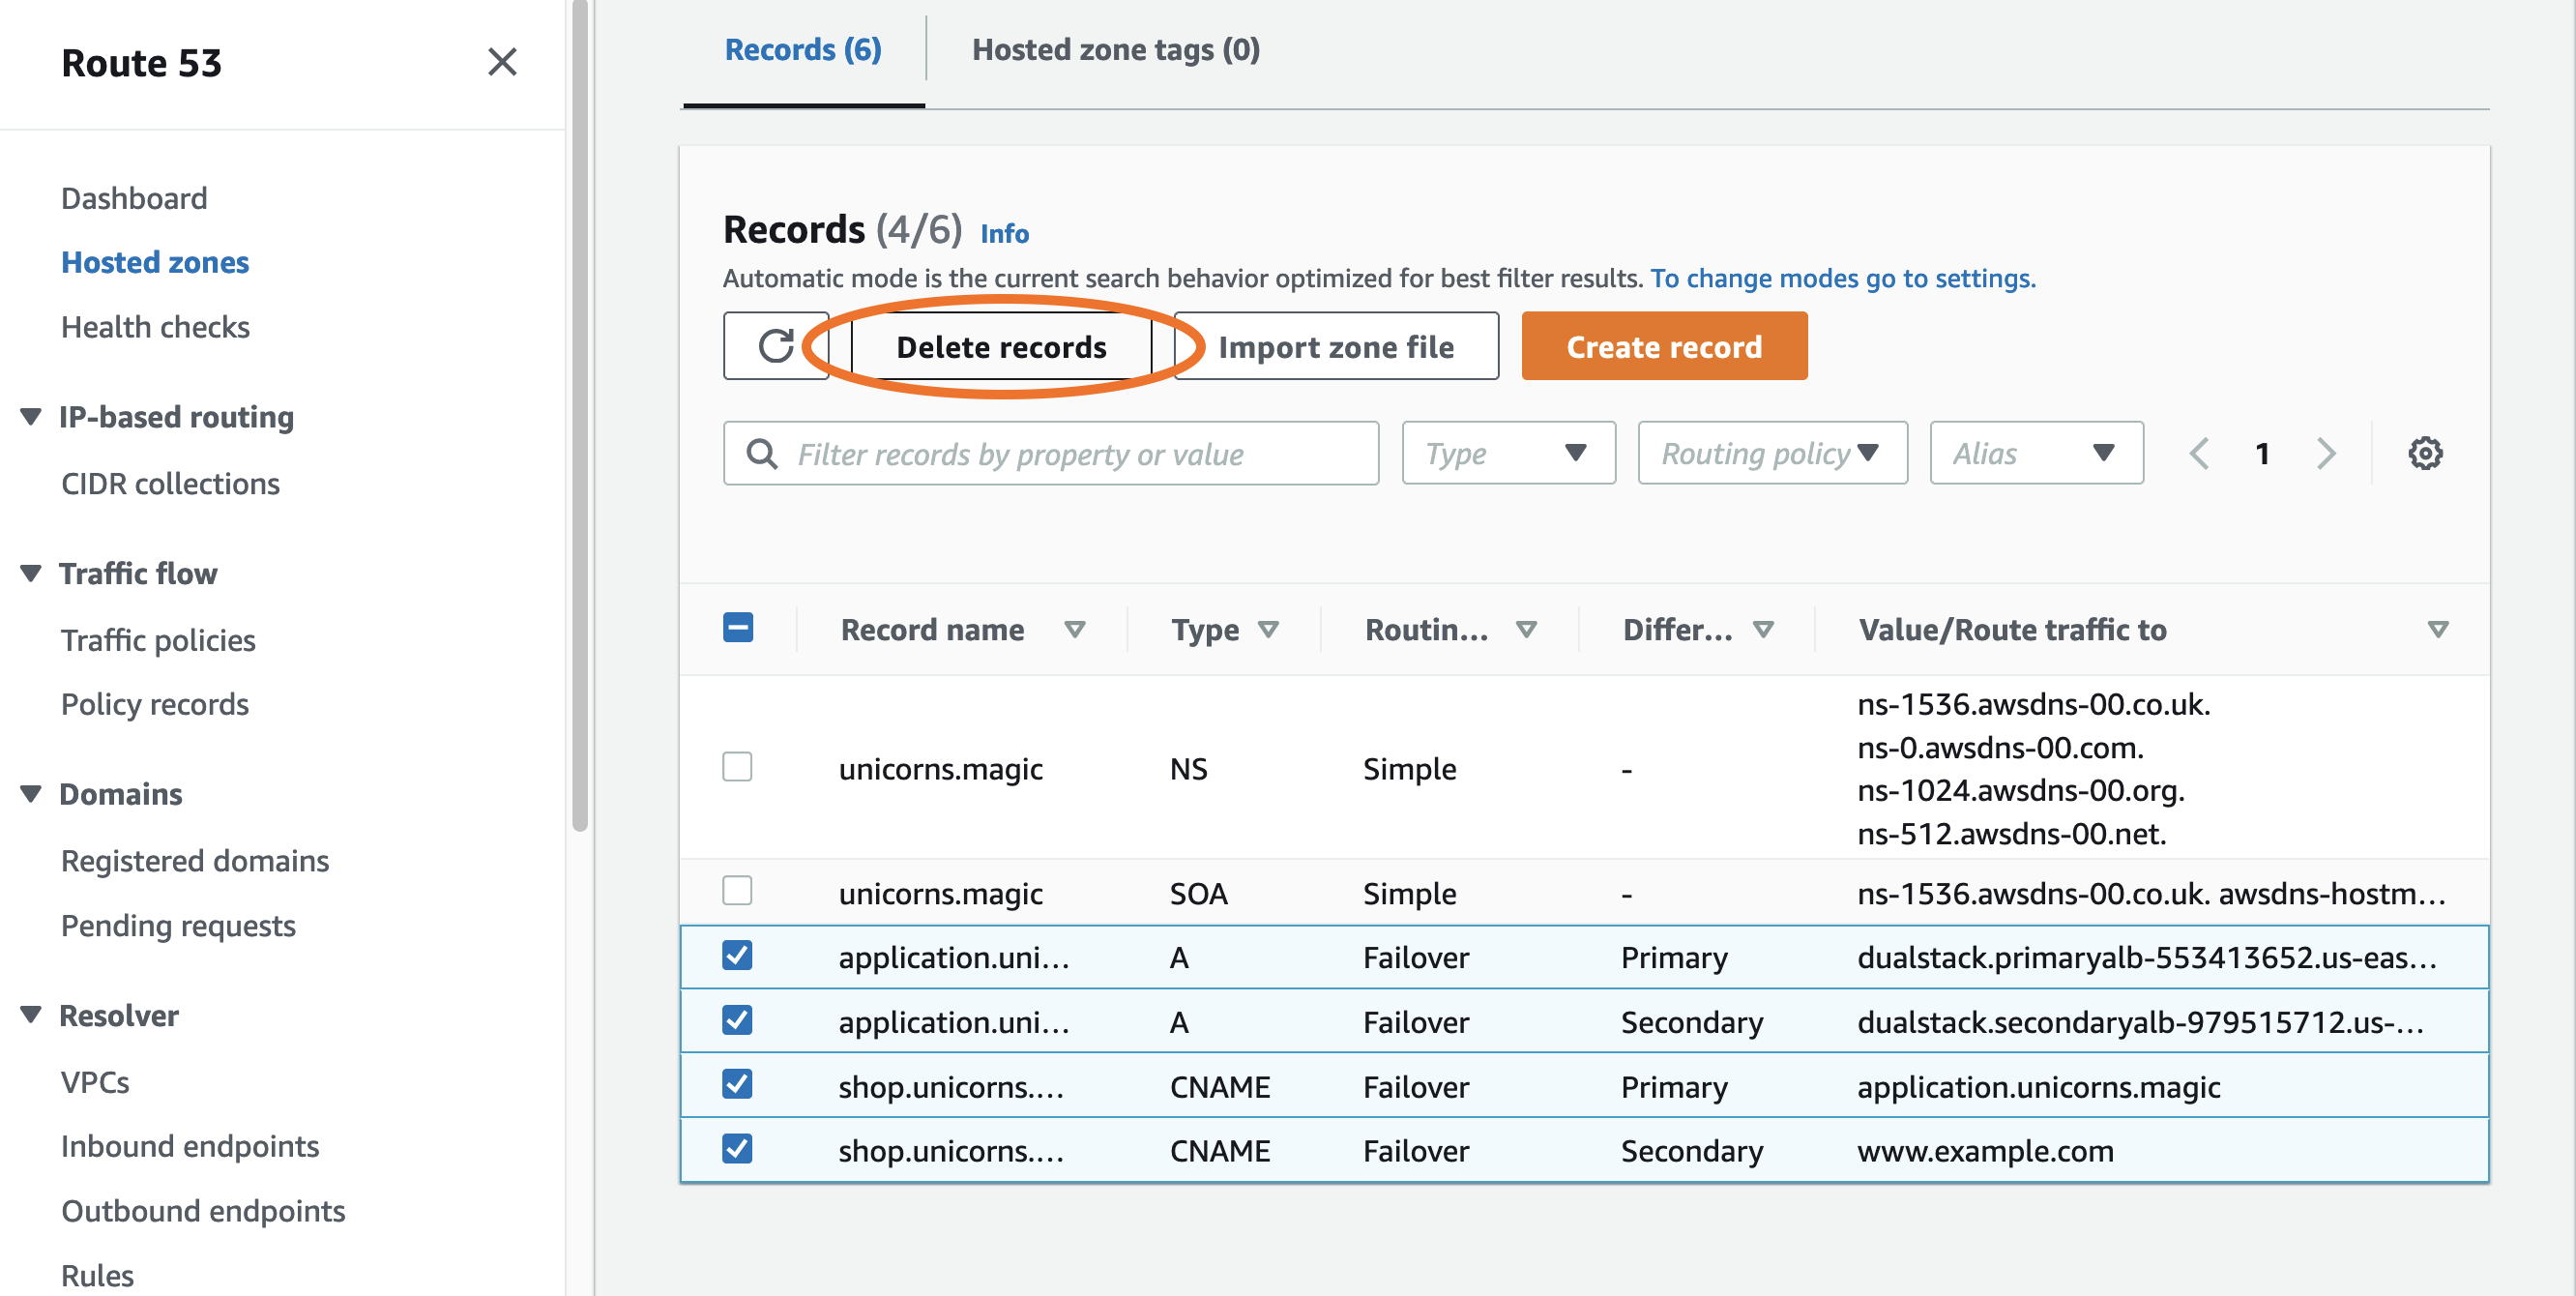 Route 53
Dashboard
Hosted zones
Health checks
IP-based routing
CIDR collections
Traffic flow
Traffic policies
Policy records
Domains
Registered domains
Pending requests
Resolver
VPCs
Inbound endpoints
Outbound endpoints
Rules
Records (6) Hosted zone tags (0)
Records (4/6) Info
Automatic mode is the current search behavior optimized for best filter results. To change modes go to settings.
Delete records Import zone file Create record
Filter records by property or value Type Routing policy Alias 1
Record name Type Routin... Differ... Value/Route traffic to
ns-1536.awsdns-00.co.uk.
ns-0.awsdns-00.com.
unicorns.magic NS Simple -
ns-1024.awsdns-00.org.
ns-512.awsdns-00.net.
unicorns.magic SOA Simple - ns-1536.awsdns-00.co.uk. awsdns-hostm...
application.uni... A Failover Primary dualstack.primaryalb-553413652.us-eas...
application.uni... A Failover Secondary dualstack.secondaryalb-979515712.us-...
shop.unicorns.... CNAME Failover Primary application.unicorns.magic
shop.unicorns.... CNAME Failover Secondary www.example.com